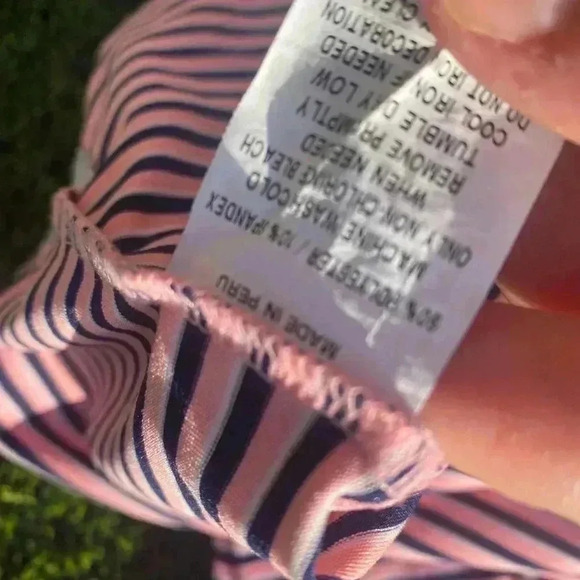 MADE IN PERU
90% POLYESTER / 10% SPANDEX
MACHINE WASH COLD
ONLY NON CHLORINE BLEACH
WHEN NEEDED
REMOVE PROMPTLY
TUMBLE DRY LOW
COOL IRON IF NEEDED
DO NOT IRON DECORATION
CLEAN